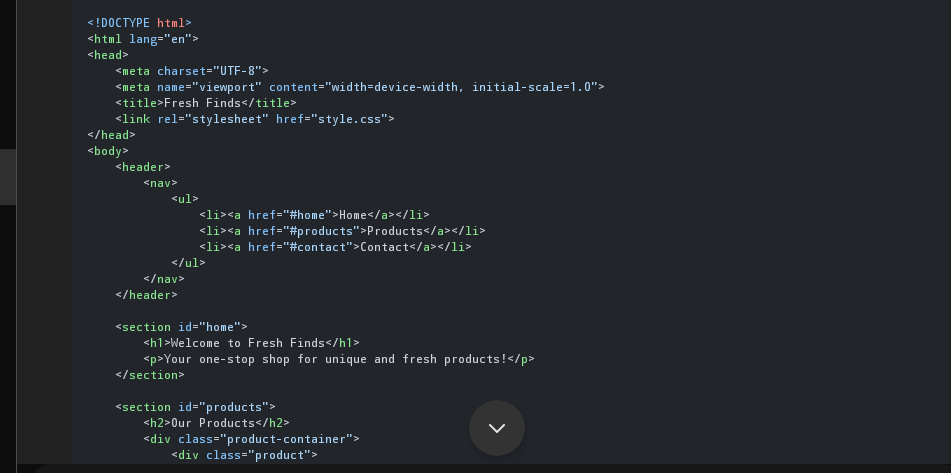 <!DOCTYPE html>
<html lang="en">
<head>
    <meta charset="UTF-8">
    <meta name="viewport" content="width=device-width, initial-scale=1.0">
    <title>Fresh Finds</title>
    <link rel="stylesheet" href="style.css">
</head>
<body>
    <header>
        <nav>
            <ul>
                <li><a href="#home">Home</a></li>
                <li><a href="#products">Products</a></li>
                <li><a href="#contact">Contact</a></li>
            </ul>
        </nav>
    </header>

    <section id="home">
        <h1>Welcome to Fresh Finds</h1>
        <p>Your one-stop shop for unique and fresh products!</p>
    </section>

    <section id="products">
        <h2>Our Products</h2>
        <div class="product-container">
            <div class="product">